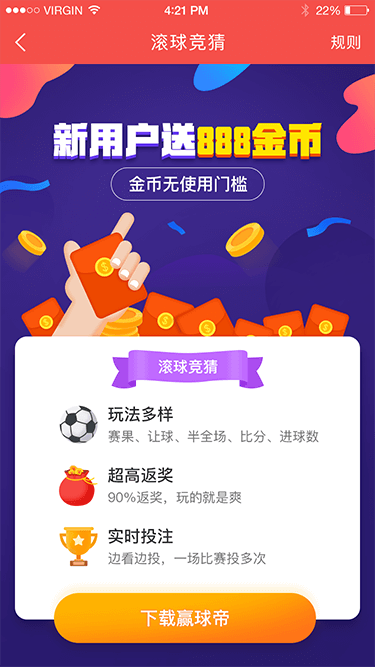 VIRGIN 4:21 PM 22%
滚球竞猜 规则
新用户送888金币
金币无使用门槛
滚球竞猜
玩法多样
赛果、让球、半全场、比分、进球数
超高返奖
90%返奖，玩的就是爽
实时投注
边看边投，一场比赛投多次
下载赢球帝